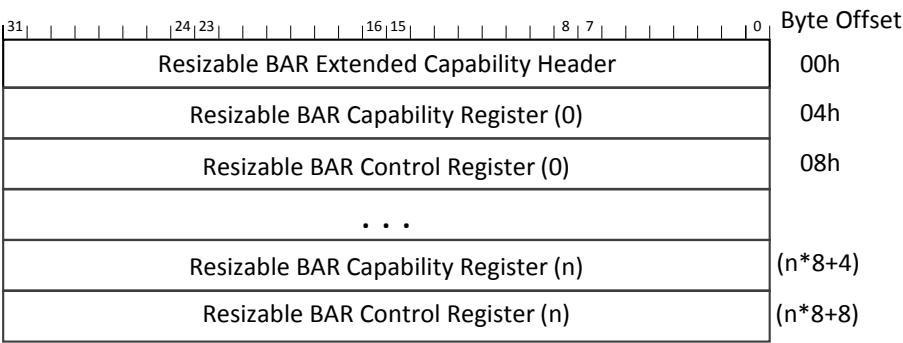 31 24 23 16 15 8 7 0 Byte Offset
Resizable BAR Extended Capability Header 00h
Resizable BAR Capability Register (0) 04h
Resizable BAR Control Register (0) 08h
. . .
Resizable BAR Capability Register (n) (n*8+4)
Resizable BAR Control Register (n) (n*8+8)